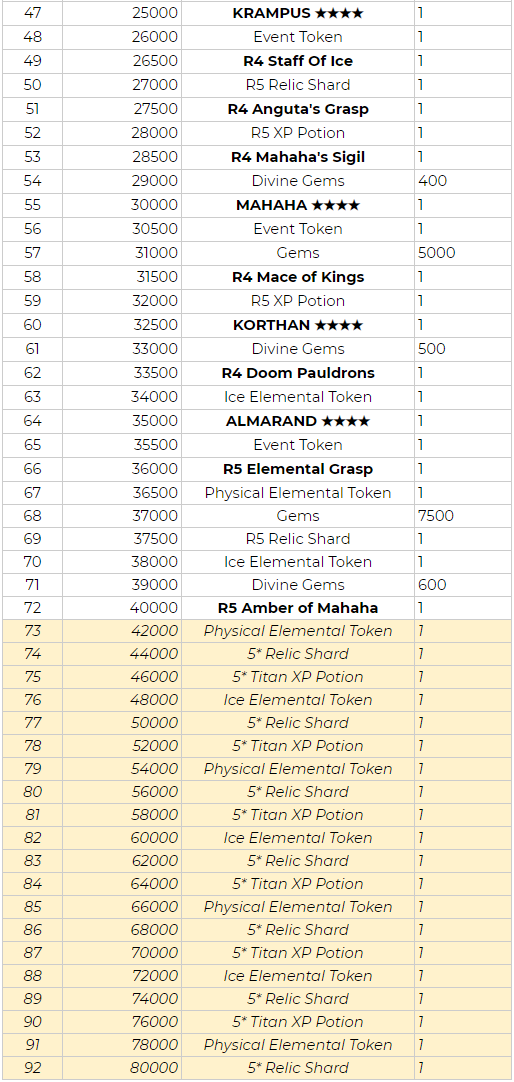 47 25000 KRAMPUS ★★★★ 1
48 26000 Event Token 1
49 26500 R4 Staff Of Ice 1
50 27000 R5 Relic Shard 1
51 27500 R4 Anguta's Grasp 1
52 28000 R5 XP Potion 1
53 28500 R4 Mahaha's Sigil 1
54 29000 Divine Gems 400
55 30000 MAHAHA ★★★★ 1
56 30500 Event Token 1
57 31000 Gems 5000
58 31500 R4 Mace of Kings 1
59 32000 R5 XP Potion 1
60 32500 KORTHAN ★★★★ 1
61 33000 Divine Gems 500
62 33500 R4 Doom Pauldrons 1
63 34000 Ice Elemental Token 1
64 35000 ALMARAND ★★★★ 1
65 35500 Event Token 1
66 36000 R5 Elemental Grasp 1
67 36500 Physical Elemental Token 1
68 37000 Gems 7500
69 37500 R5 Relic Shard 1
70 38000 Ice Elemental Token 1
71 39000 Divine Gems 600
72 40000 R5 Amber of Mahaha 1
73 42000 Physical Elemental Token 1
74 44000 5* Relic Shard 1
75 46000 5* Titan XP Potion 1
76 48000 Ice Elemental Token 1
77 50000 5* Relic Shard 1
78 52000 5* Titan XP Potion 1
79 54000 Physical Elemental Token 1
80 56000 5* Relic Shard 1
81 58000 5* Titan XP Potion 1
82 60000 Ice Elemental Token 1
83 62000 5* Relic Shard 1
84 64000 5* Titan XP Potion 1
85 66000 Physical Elemental Token 1
86 68000 5* Relic Shard 1
87 70000 5* Titan XP Potion 1
88 72000 Ice Elemental Token 1
89 74000 5* Relic Shard 1
90 76000 5* Titan XP Potion 1
91 78000 Physical Elemental Token 1
92 80000 5* Relic Shard 1